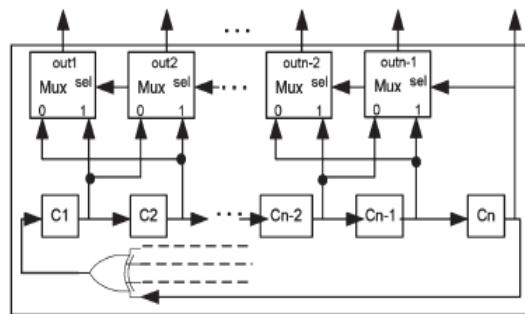 out1 out2 outn-2 outn-1
Mux sel Mux sel Mux sel Mux sel
0 1 0 1 0 1 0 1
C1 C2 Cn-2 Cn-1 Cn